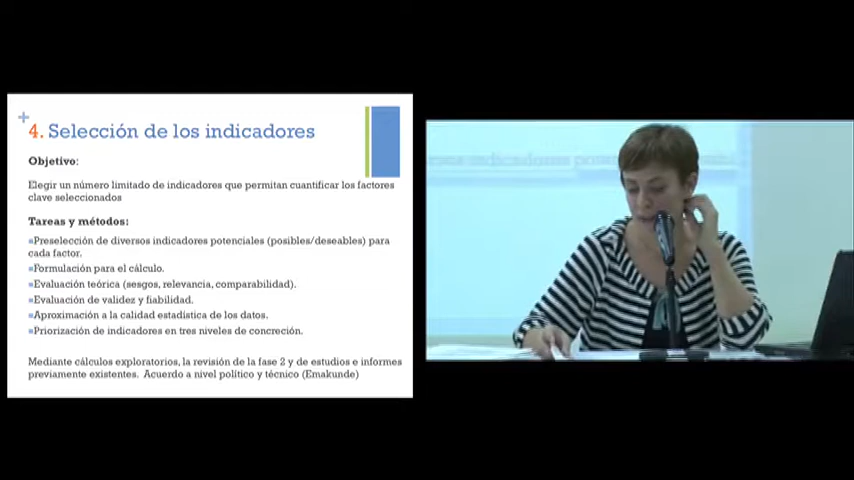 4. Selección de los indicadores
Objetivo:
Elegir un número limitado de indicadores que permitan cuantificar los factores
clave seleccionados
Tareas y métodos:
Preselección de diversos indicadores potenciales (posibles/deseables) para
cada factor.
Formulación para el cálculo.
Evaluación teórica (sesgos, relevancia, comparabilidad).
Evaluación de validez y fiabilidad.
Aproximación a la calidad estadística de los datos.
Priorización de indicadores en tres niveles de concreción.
Mediante cálculos exploratorios, la revisión de la fase 2 y de estudios e informes
previamente existentes. Acuerdo a nivel político y técnico (Emakunde)